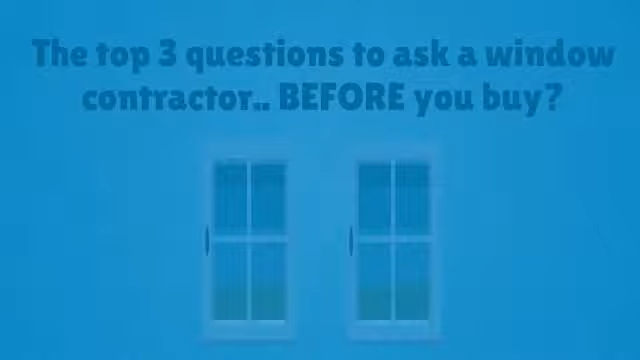 The top 3 questions to ask a window
contractor.. BEFORE you buy?